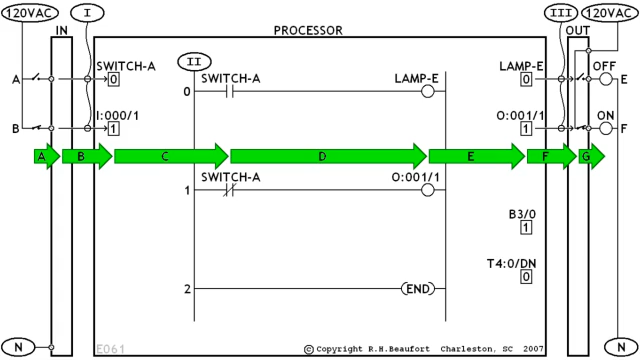 120VAC I III 120VAC
IN PROCESSOR OUT
SWITCH-A II LAMP-E OFF
A 0 SWITCH-A LAMP-E 0 E
0
I:000/1 O:001/1 ON
B 1 1 F
A B C D E F G
SWITCH-A O:001/1
1
B3/0
1
T4:0/DN
0
2 END
N N
E061 © Copyright R.H.Beaufort Charleston, SC 2007